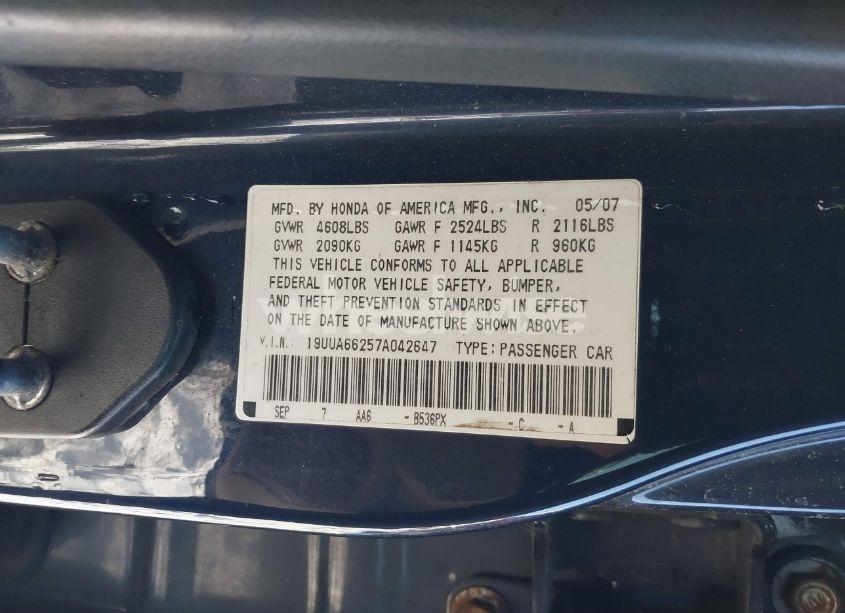 MFD. BY HONDA OF AMERICA MFG., INC. 05/07
GVWR 4608LBS GAWR F 2524LBS R 2116LBS
GVWR 2090KG GAWR F 1145KG R 960KG
THIS VEHICLE CONFORMS TO ALL APPLICABLE
FEDERAL MOTOR VEHICLE SAFETY, BUMPER,
AND THEFT PREVENTION STANDARDS IN EFFECT
ON THE DATE OF MANUFACTURE SHOWN ABOVE.
V.I.N.: 19UUA66257A042647 TYPE:PASSENGER CAR
SEP 7 AA6 - B536PX - C - A